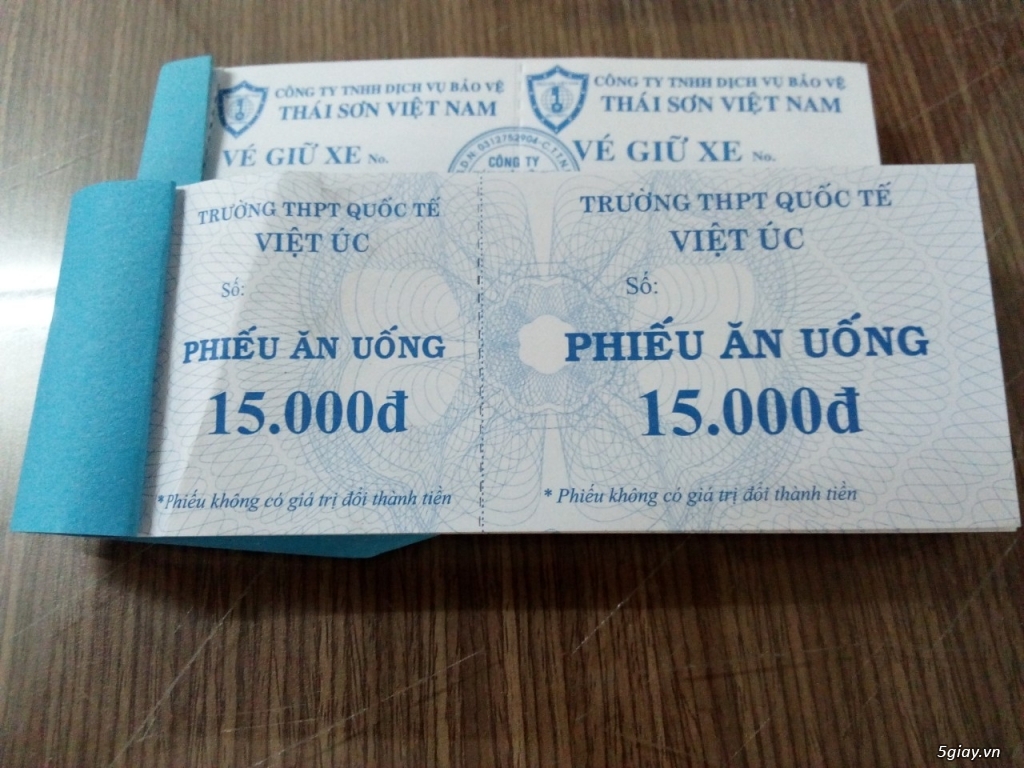 CÔNG TY TNHH DỊCH VỤ BẢO VỆ
THÁI SƠN VIỆT NAM
VÉ GIỮ XE No.
CÔNG TY TNHH DỊCH VỤ BẢO VỆ
THÁI SƠN VIỆT NAM
VÉ GIỮ XE No.
S.D.N: 0312752904-C.T.T.N
CÔNG TY
TRƯỜNG THPT QUỐC TẾ
VIỆT ÚC
Số:
PHIẾU ĂN UỐNG
15.000đ
*Phiếu không có giá trị đổi thành tiền
TRƯỜNG THPT QUỐC TẾ
VIỆT ÚC
Số:
PHIẾU ĂN UỐNG
15.000đ
* Phiếu không có giá trị đổi thành tiền
5giay.vn